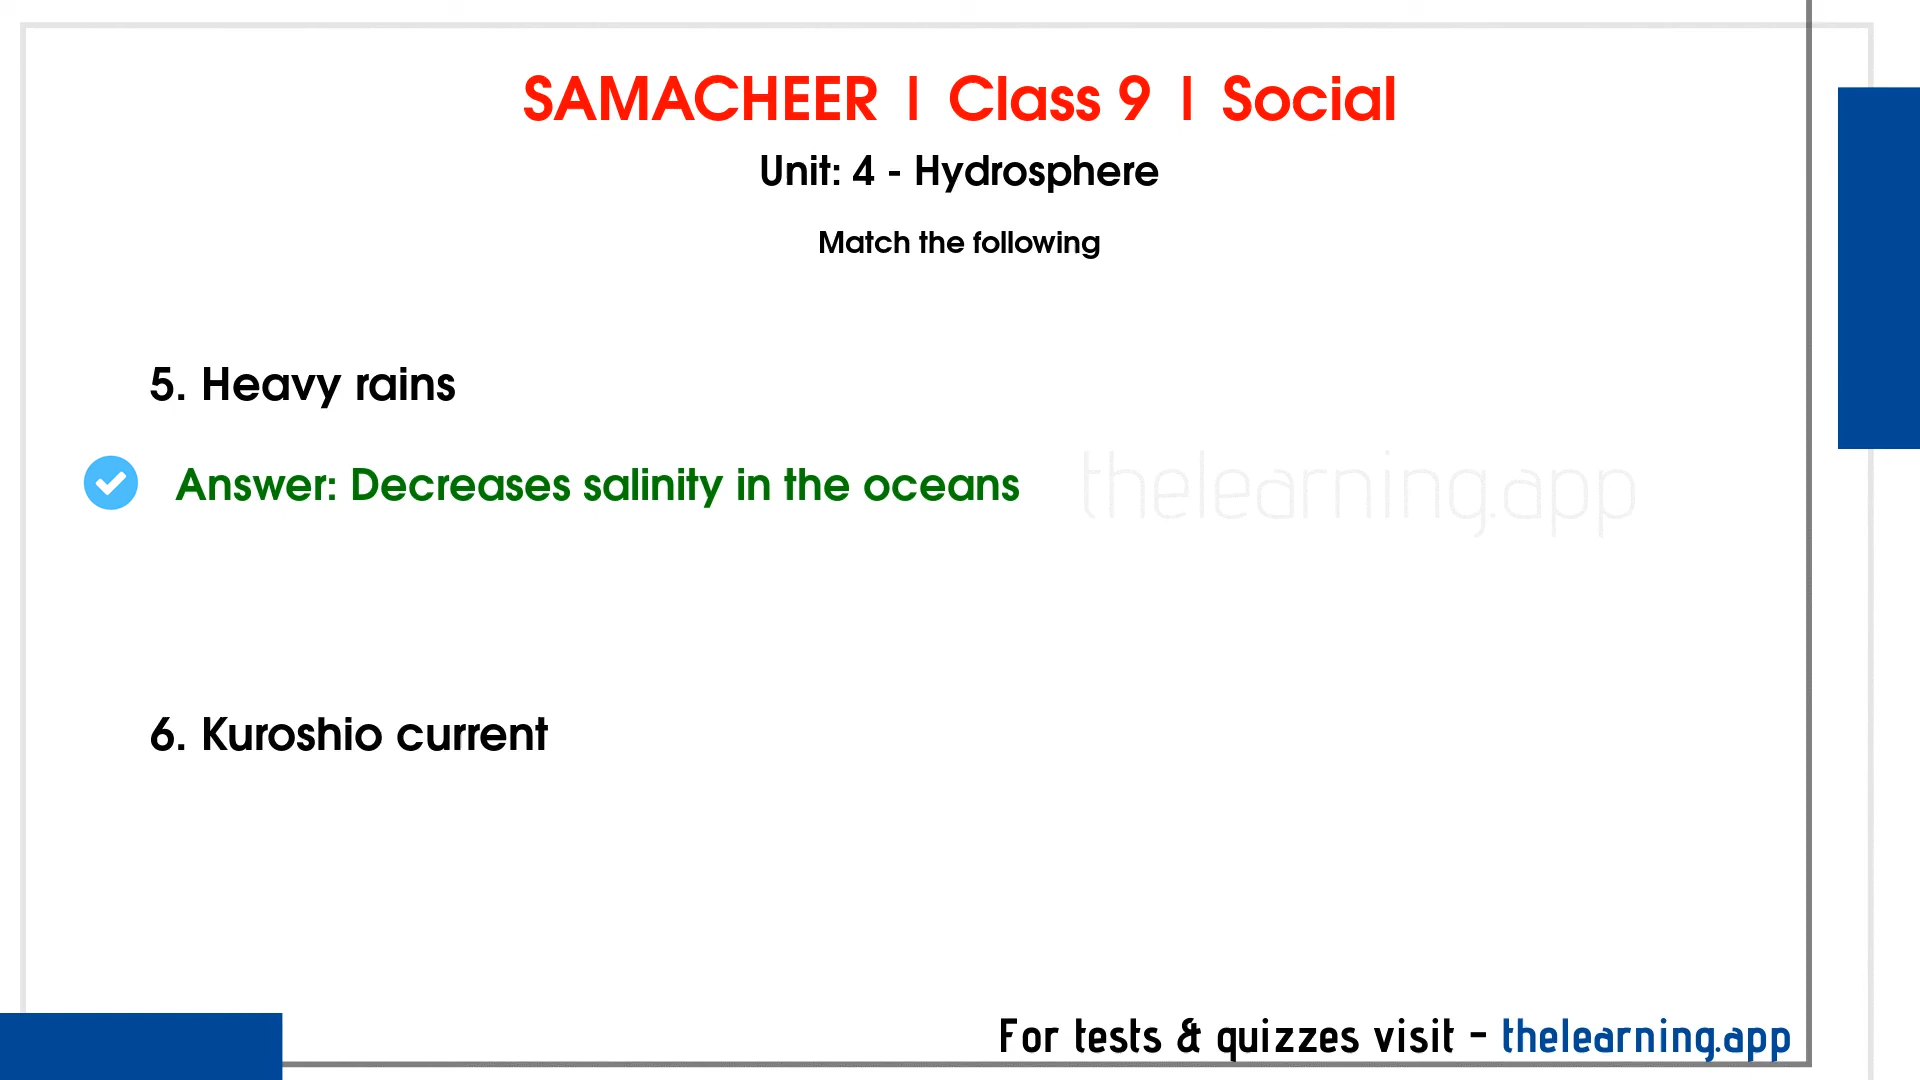 SAMACHEER | Class 9 | Social
Unit: 4 - Hydrosphere
Match the following
5. Heavy rains
Answer: Decreases salinity in the oceans
thelearning.app
6. Kuroshio current
For tests & quizzes visit - thelearning.app